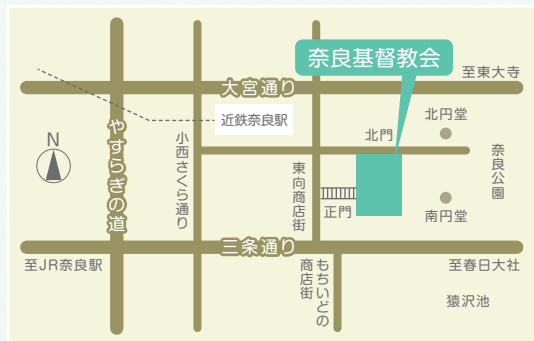 奈良基督教会
大宮通り
至東大寺
近鉄奈良駅
北門
北円堂
N
やすらぎの道
小西さくら通り
東向商店街
奈良公園
正門
南円堂
三条通り
至JR奈良駅
もちいどの
商店街
至春日大社
猿沢池